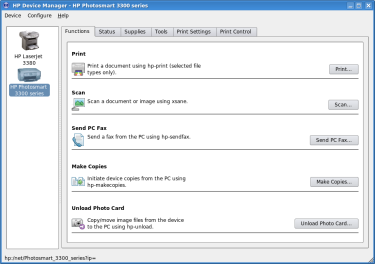 HP Device Manager - HP Photosmart 3300 series
Device Configure Help
HP LaserJet
3380
HP Photosmart
3300 series
Functions Status Supplies Tools Print Settings Print Control
Print
Print a document using hp-print (selected file
types only).
Print...
Scan
Scan a document or image using xsane.
Scan...
Send PC Fax
Send a fax from the PC using hp-sendfax.
Send PC Fax...
Make Copies
Initiate device copies from the PC using
hp-makecopies.
Make Copies...
Unload Photo Card
Copy/move image files from the device
to the PC using hp-unload.
Unload Photo Card...
hp:/net/Photosmart_3300_series?ip=